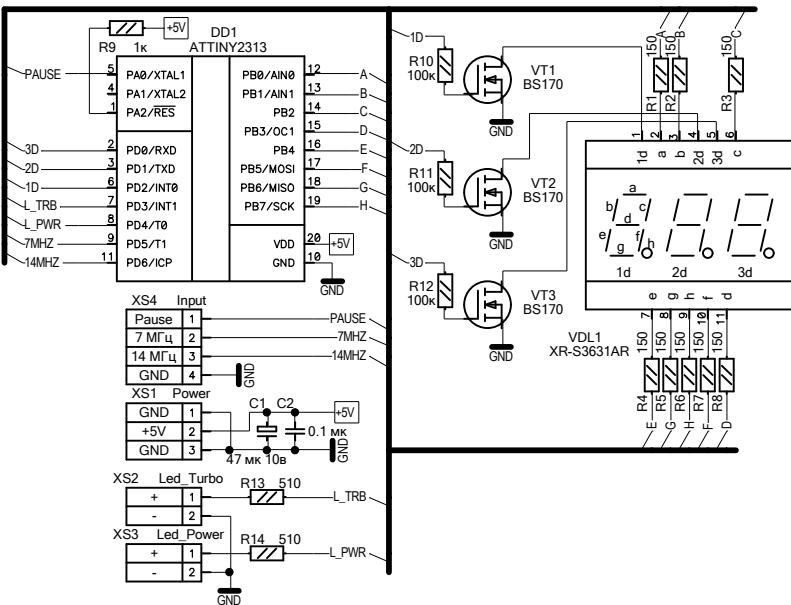 R9 1к +5V
DD1
ATTINY2313
PAUSE 5 PA0/XTAL1 PB0/AIN0 12 A
4 PA1/XTAL2 PB1/AIN1 13 B
1 PA2/RES PB2 14 C
PB3/OC1 15 D
3D 2 PD0/RXD PB4 16 E
2D 3 PD1/TXD PB5/MOSI 17 F
1D 6 PD2/INT0 PB6/MISO 18 G
L_TRB 7 PD3/INT1 PB7/SCK 19 H
L_PWR 8 PD4/T0
7MHZ 9 PD5/T1 VDD 20 +5V
14MHZ 11 PD6/ICP GND 10
GND
XS4 Input
Pause 1 PAUSE
7 МГц 2 7MHZ
14 МГц 3 14MHZ
GND 4 GND
XS1 Power
GND 1 C1 C2 +5V
+5V 2 0.1 мк
GND 3 47 мк 10в GND
XS2 Led_Turbo
+ 1 R13 510 L_TRB
- 2
XS3 Led_Power
+ 1 R14 510 L_PWR
- 2
GND
1D
R10
100к
VT1
BS170
GND
2D
R11
100к
VT2
BS170
GND
3D
R12
100к
VT3
BS170
GND
A B C
150 150 150
R1 R2 R3
1 2 3 4 5 6
1d a b 2d 3d c
a
b c
d
e f
g h
1d 2d 3d
e g h f d
7 8 9 10 11
VDL1
XR-S3631AR
150 150 150 150 150
R4 R5 R6 R7 R8
E G H F D